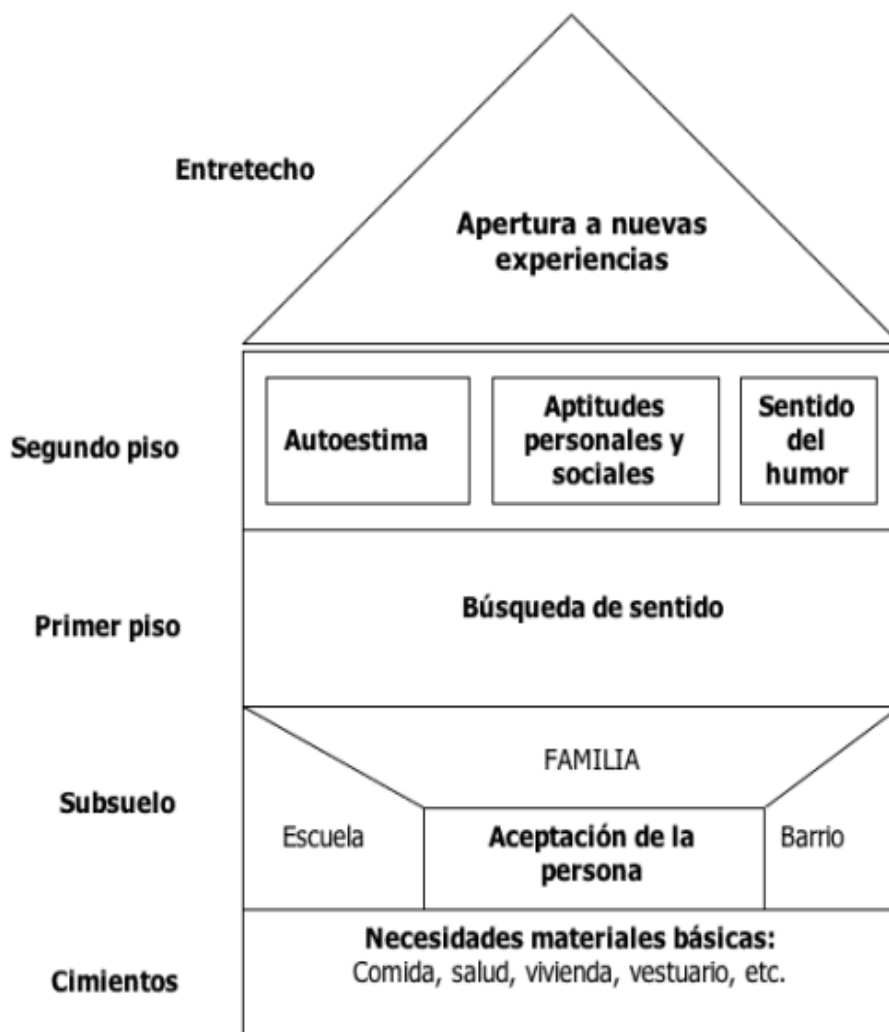 Entretecho
Apertura a nuevas
experiencias
Segundo piso
Autoestima
Aptitudes
personales y
sociales
Sentido
del
humor
Primer piso
Búsqueda de sentido
Subsuelo
FAMILIA
Escuela
Aceptación de la
persona
Barrio
Cimientos
Necesidades materiales básicas:
Comida, salud, vivienda, vestuario, etc.